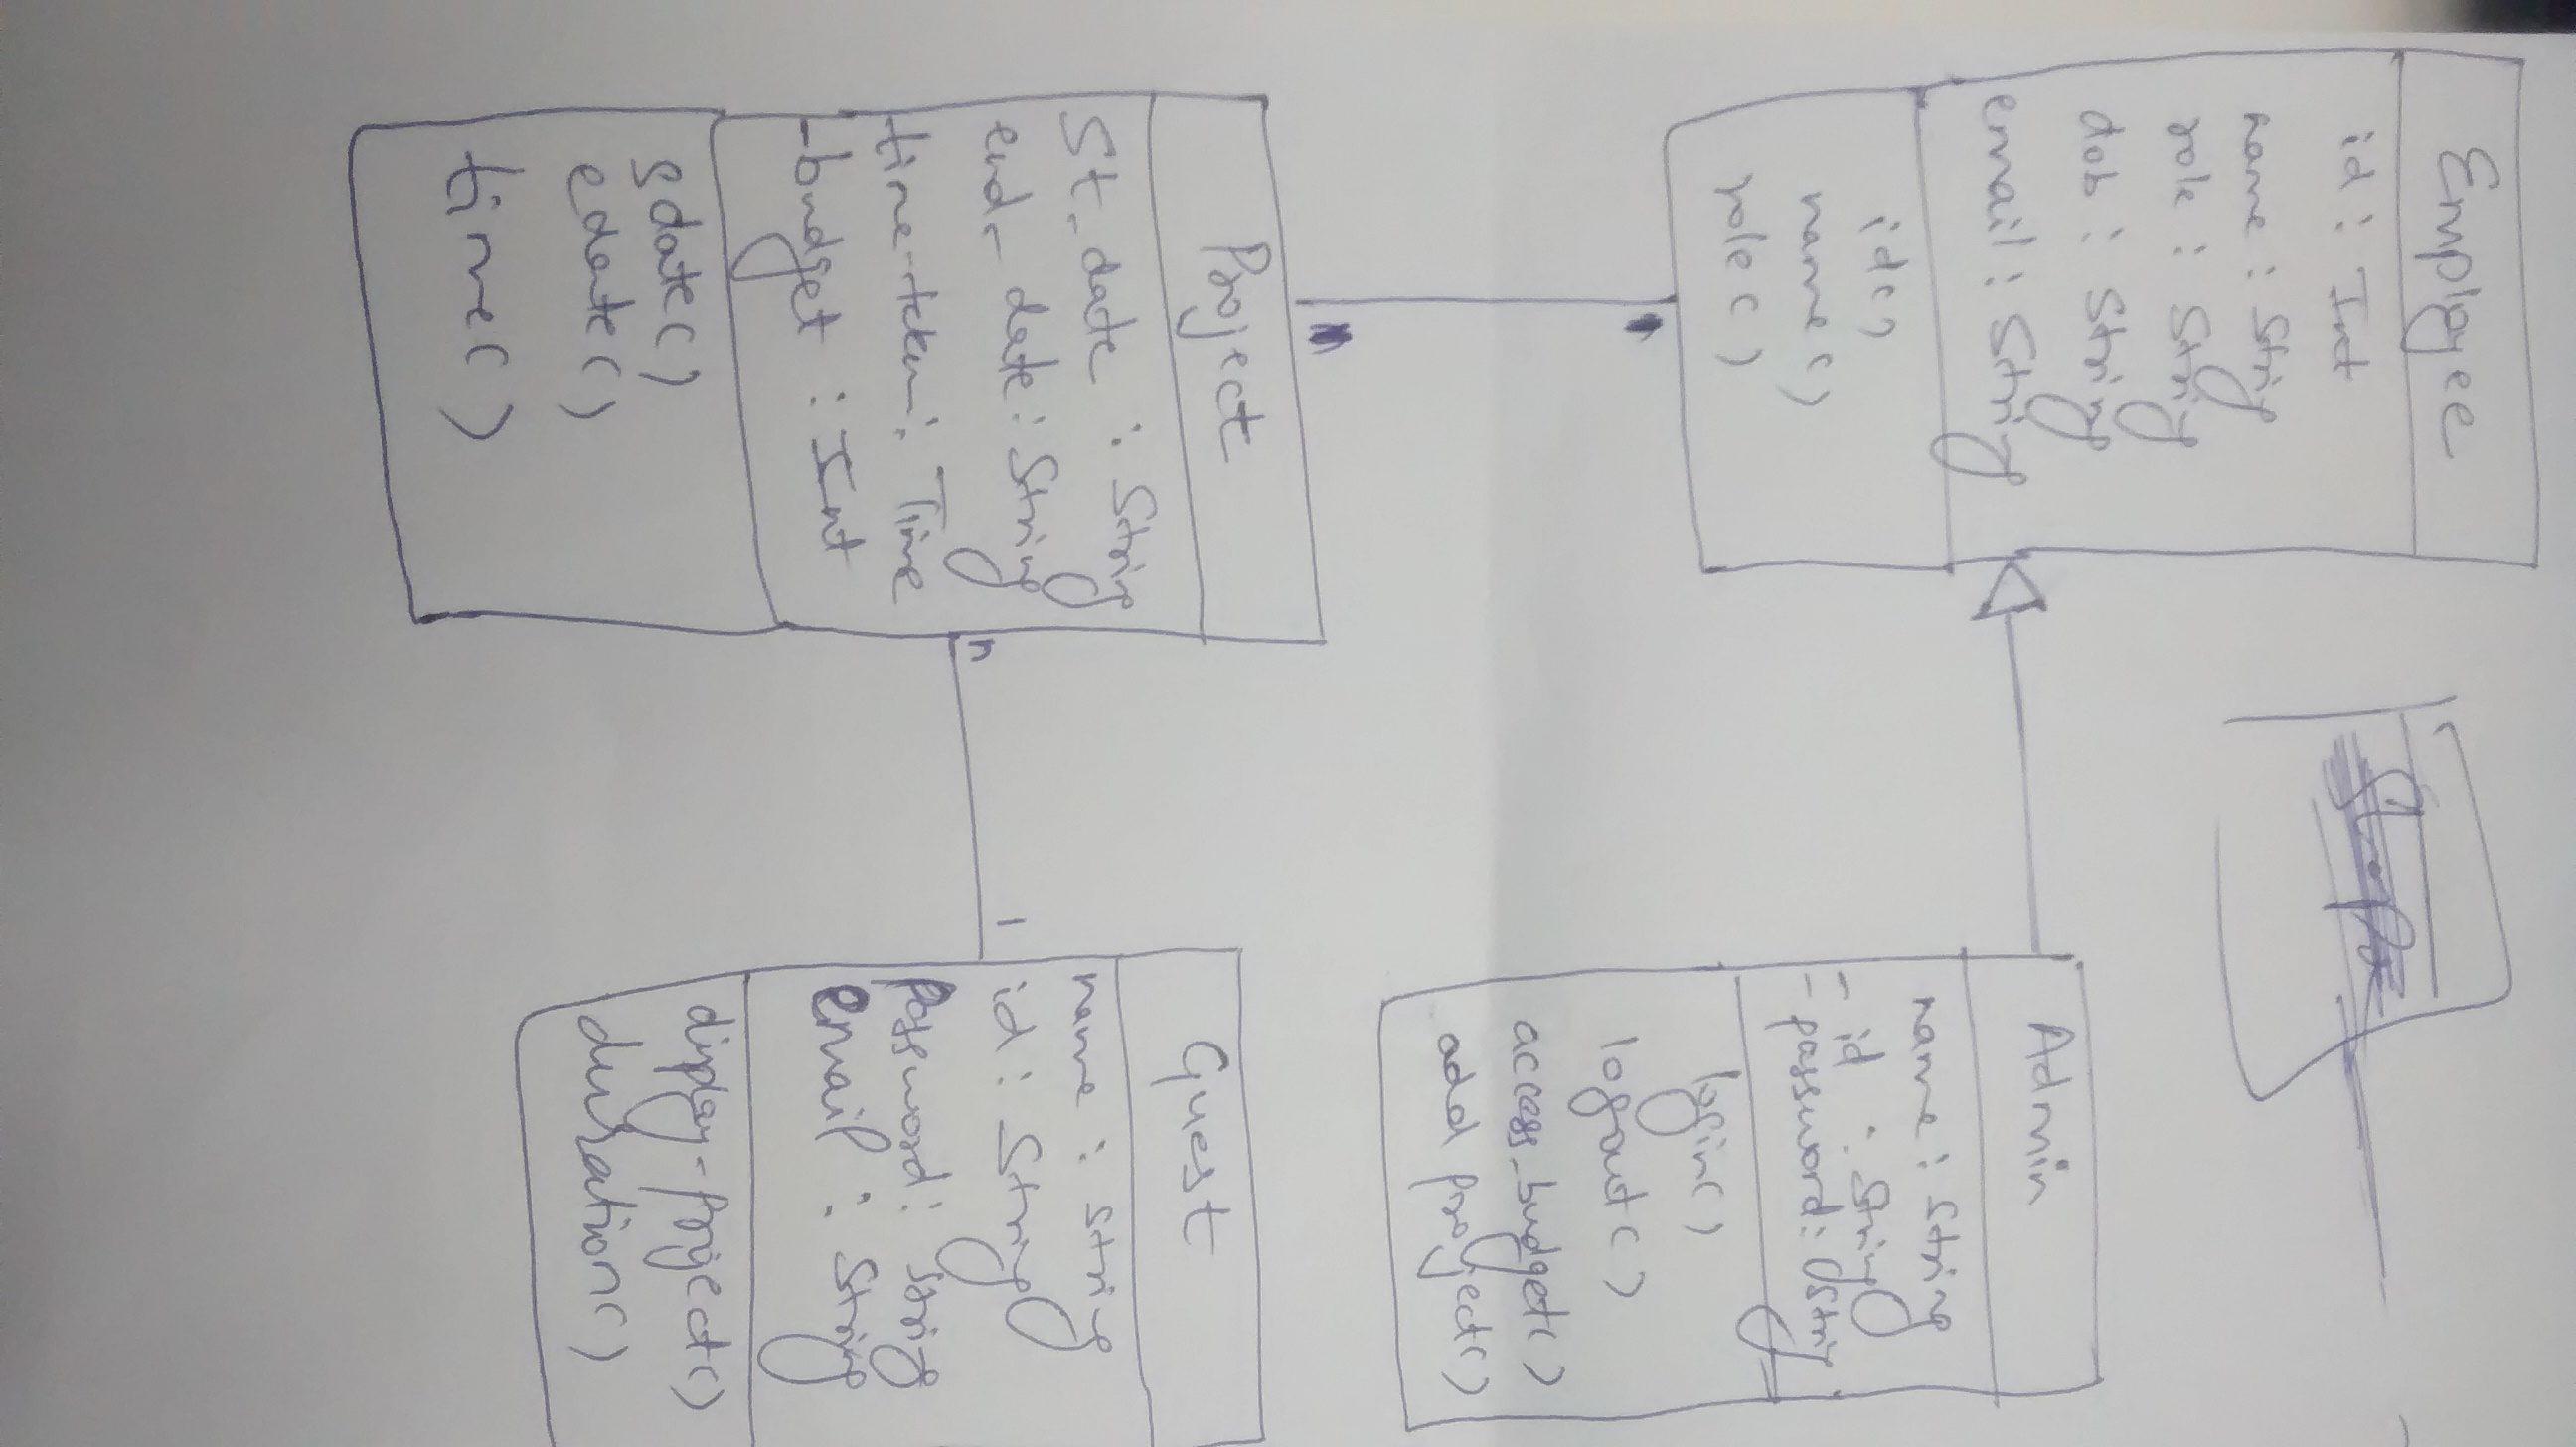 Employee
id : Int
name : String
role : String
dob : String
email : String
id()
name()
role()
Admin
name : String
- id : String
- password : String
login()
logout()
access_budget()
add project()
Project
St_date : String
end_date : String
time-taken : Time
-budget : Int
sdate()
edate()
time()
n
1
Guest
name : String
id : String
password : String
email : String
display-project()
duration()